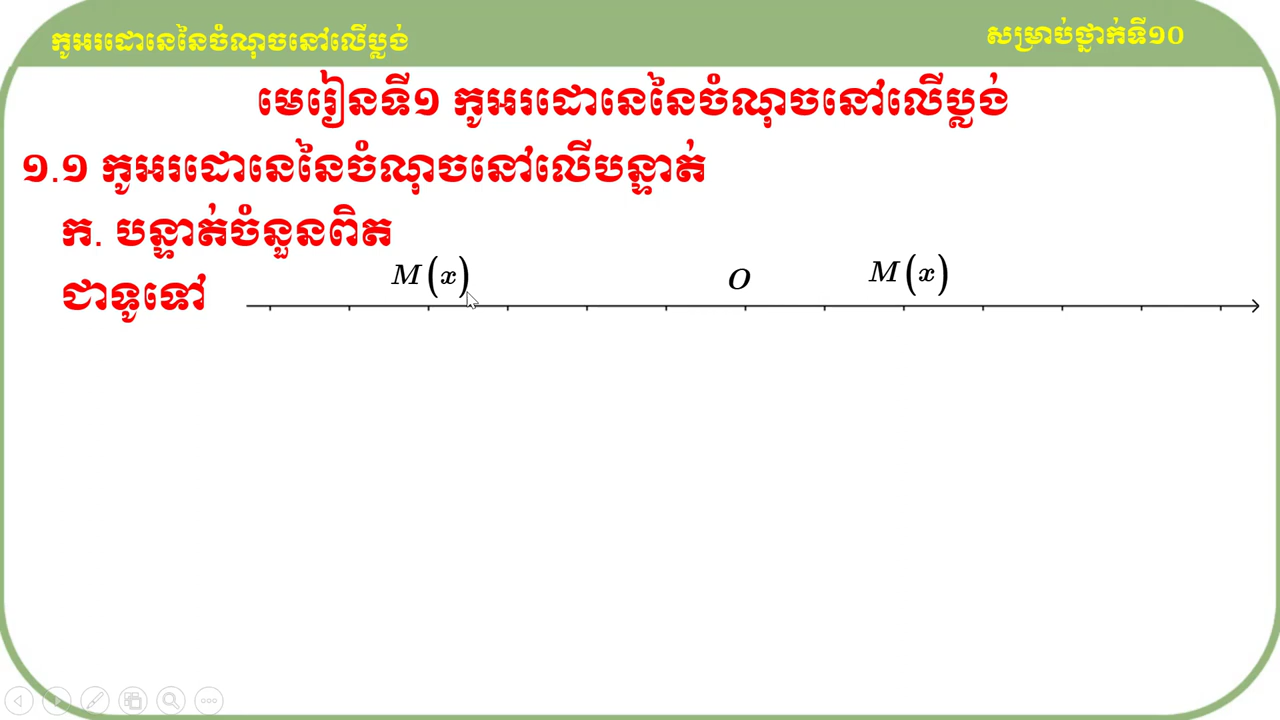 កូអរដោនេនៃចំណុចនៅលើប្លង់
សម្រាប់ថ្នាក់ទី១០
មេរៀនទី១ កូអរដោនេនៃចំណុចនៅលើប្លង់
១.១ កូអរដោនេនៃចំណុចនៅលើបន្ទាត់
ក. បន្ទាត់ចំនួនពិត
ជាទូទៅ
M(x) O M(x)